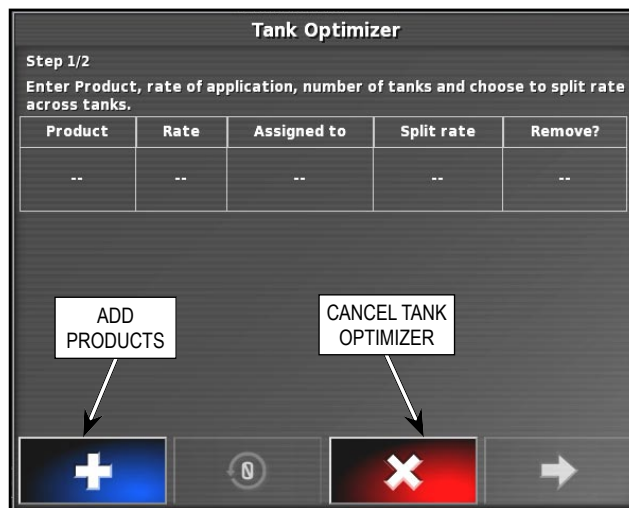 Tank Optimizer
Step 1/2
Enter Product, rate of application, number of tanks and choose to split rate
across tanks.
Product Rate Assigned to Split rate Remove?
-- -- -- -- --
ADD
PRODUCTS
CANCEL TANK
OPTIMIZER
0